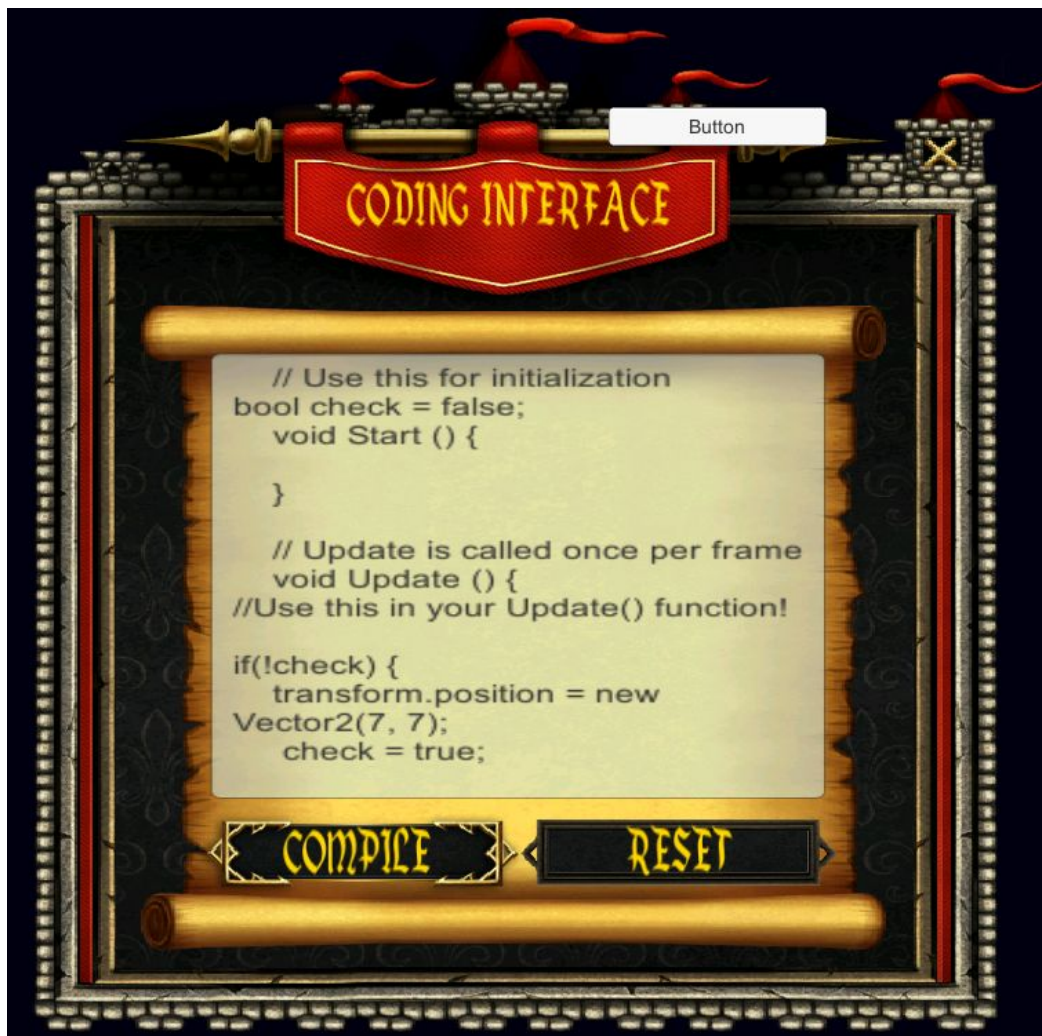 Button
CODING INTERFACE
// Use this for initialization
bool check = false;
void Start () {
}
// Update is called once per frame
void Update () {
//Use this in your Update() function!
if(!check) {
transform.position = new
Vector2(7, 7);
check = true;
COMPILE
RESET